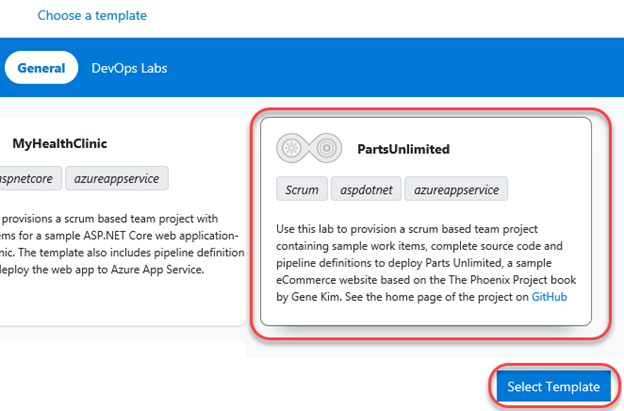 Choose a template
General
DevOps Labs
MyHealthClinic
aspnetcore
azureappservice
provisions a scrum based team project with
ems for a sample ASP.NET Core web application-
nic. The template also includes pipeline definition
deploy the web app to Azure App Service.
PartsUnlimited
Scrum
aspdotnet
azureappservice
Use this lab to provision a scrum based team project
containing sample work items, complete source code and
pipeline definitions to deploy Parts Unlimited, a sample
eCommerce website based on the The Phoenix Project book
by Gene Kim. See the home page of the project on GitHub
Select Template